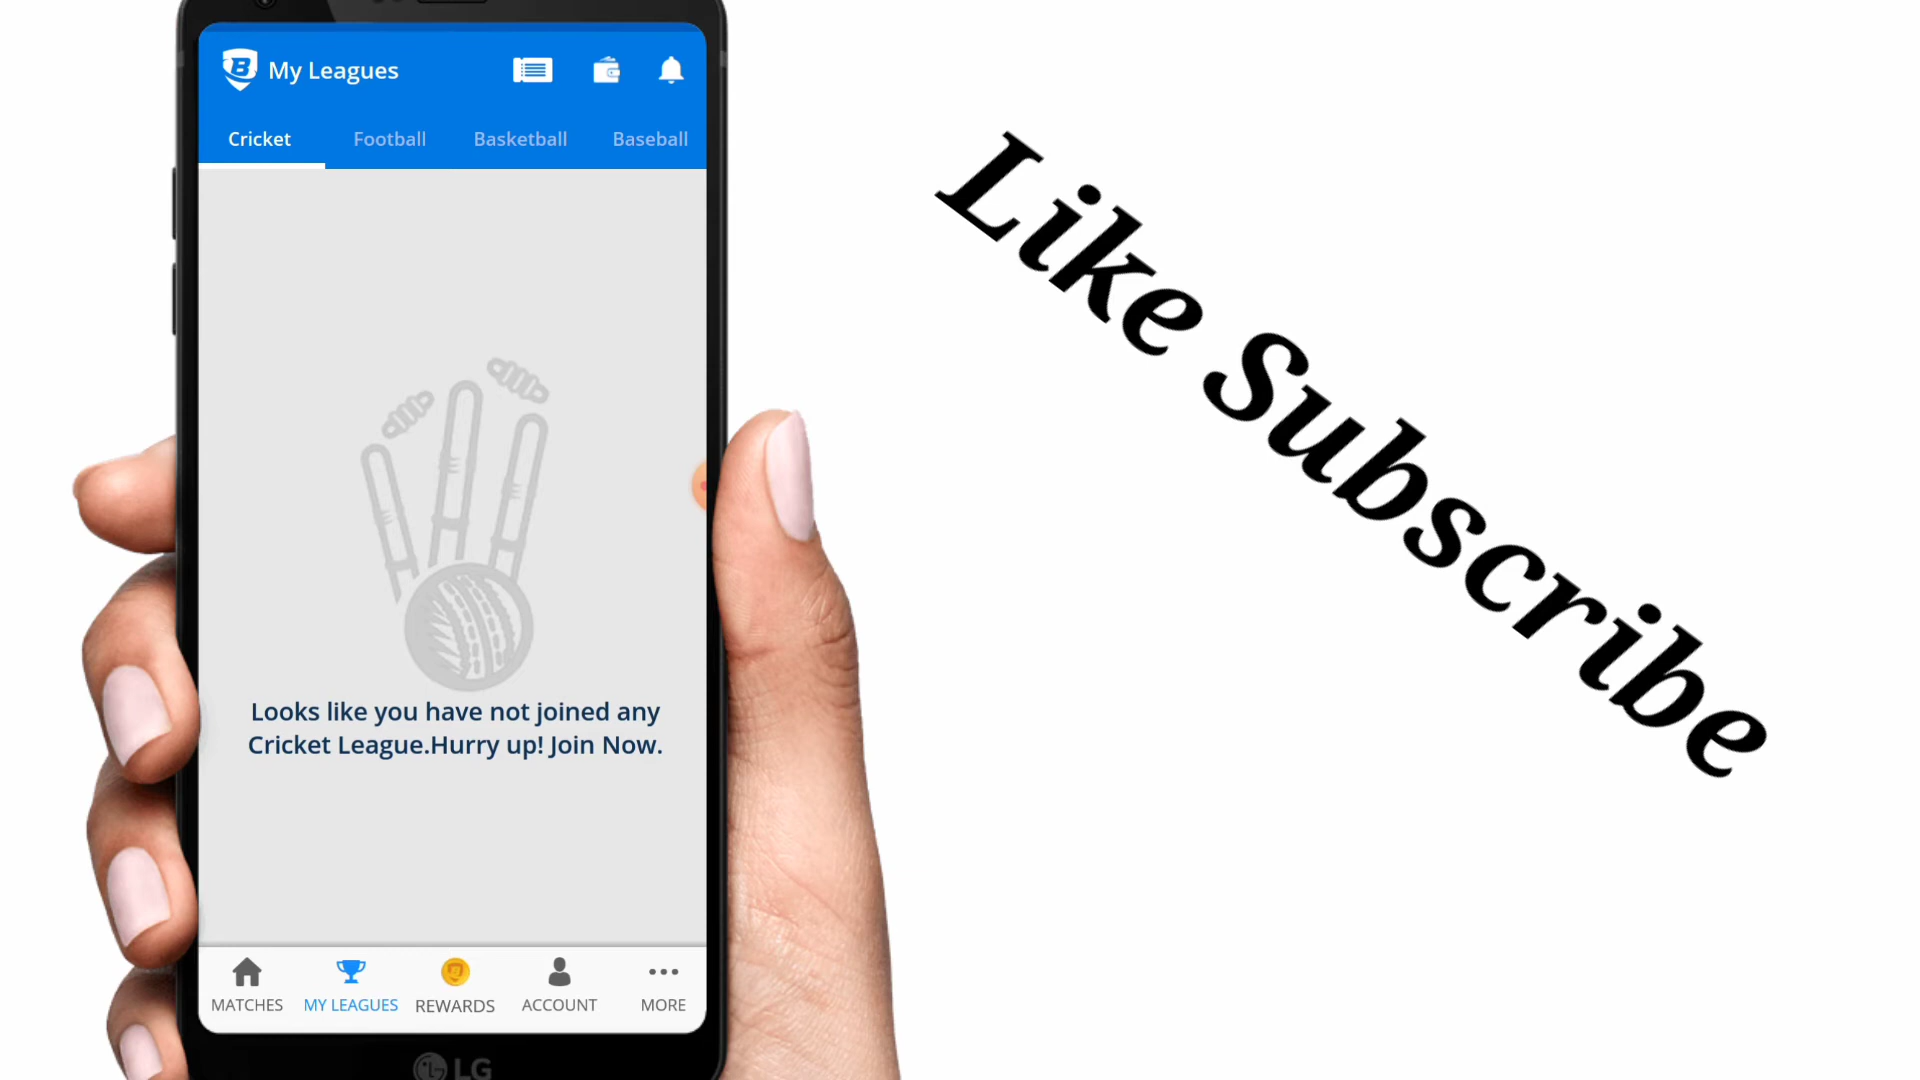 B My Leagues
Cricket Football Basketball Baseball
Looks like you have not joined any
Cricket League.Hurry up! Join Now.
MATCHES MY LEAGUES REWARDS ACCOUNT MORE
LG
Like Subscribe